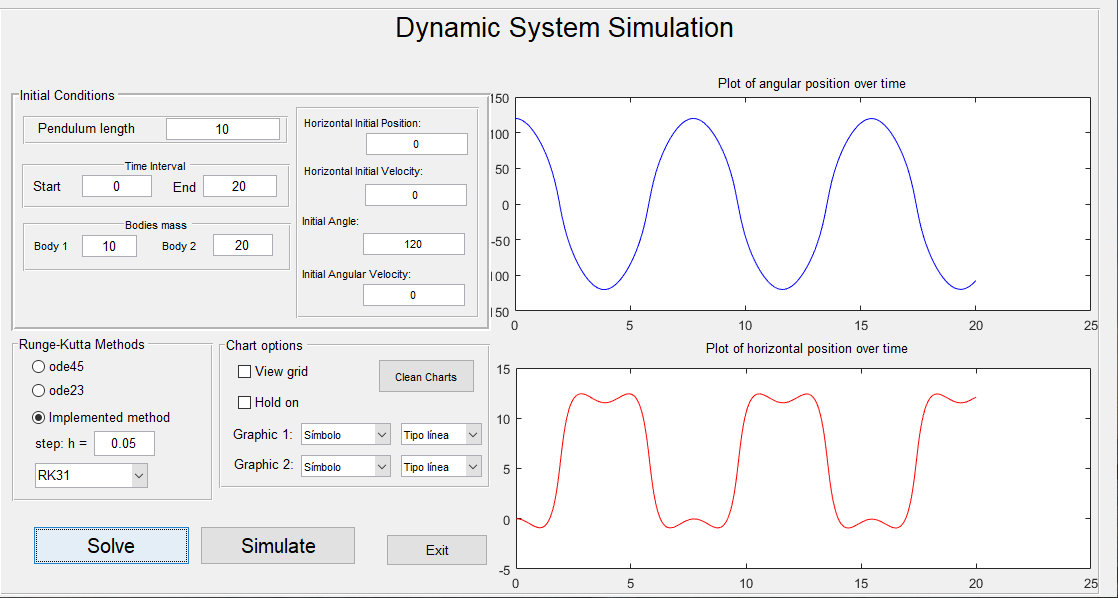 Dynamic System Simulation
Initial Conditions
Pendulum length 10
Time Interval
Start 0 End 20
Bodies mass
Body 1 10 Body 2 20
Horizontal Initial Position:
0
Horizontal Initial Velocity:
0
Initial Angle:
120
Initial Angular Velocity:
0
Runge-Kutta Methods
ode45
ode23
Implemented method
step: h = 0.05
RK31
Chart options
View grid
Clean Charts
Hold on
Graphic 1: Símbolo Tipo línea
Graphic 2: Símbolo Tipo línea
Solve Simulate Exit
Plot of angular position over time
150
100
50
0
-50
100
150
0 5 10 15 20 25
Plot of horizontal position over time
15
10
5
0
-5
0 5 10 15 20 25